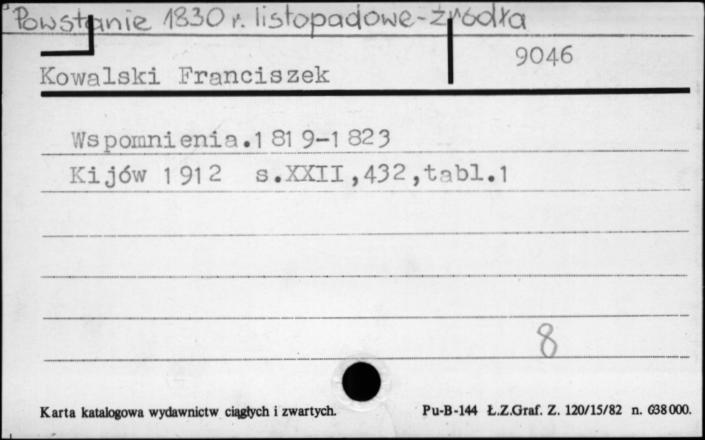 Powstanie 1830 r. listopadowe-źródła
9046
Kowalski Franciszek
Wspomnienia.1819-1823
Kijów 1912 s.XXII,432,tabl.1
8
Karta katalogowa wydawnictw ciągłych i zwartych.
Pu-B-144 Ł.Z.Graf. Z. 120/15/82 n. 638000.